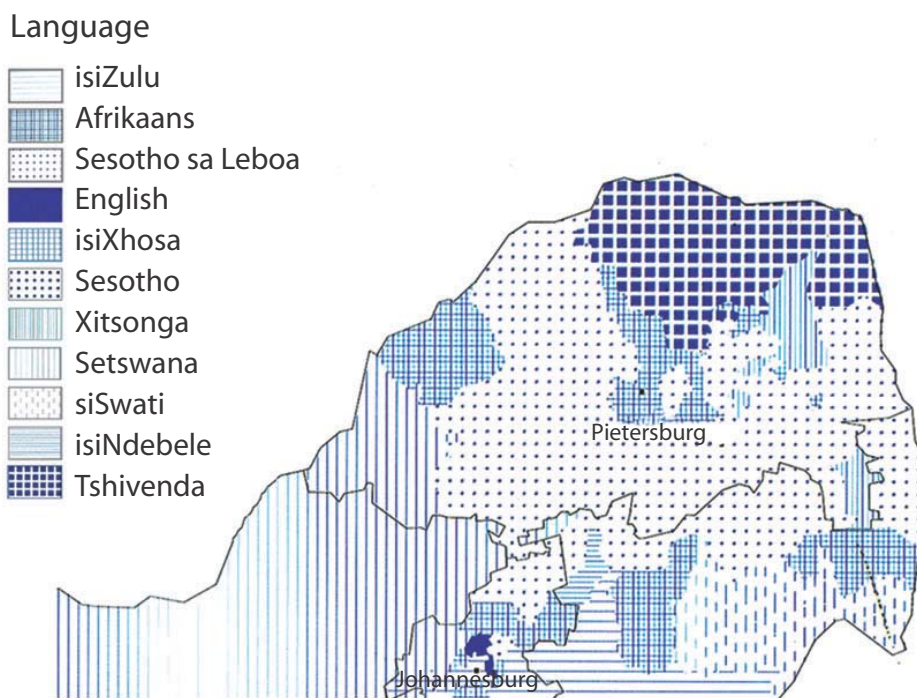 Language
isiZulu
Afrikaans
Sesotho sa Leboa
English
isiXhosa
Sesotho
Xitsonga
Setswana
siSwati
isiNdebele
Tshivenda
Pietersburg
Johannesburg